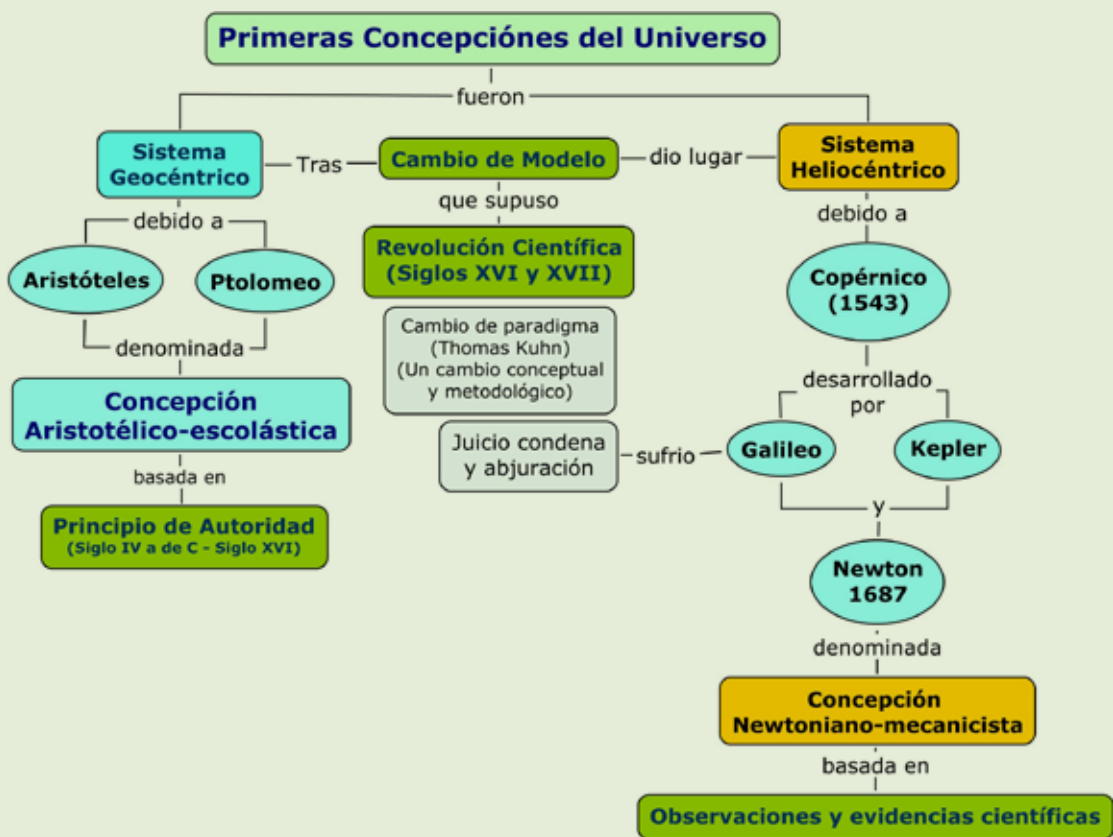 Primeras Concepciónes del Universo
fueron
Sistema
Geocéntrico
Tras
Cambio de Modelo
dio lugar
Sistema
Heliocéntrico
debido a
que supuso
debido a
Aristóteles
Ptolomeo
Revolución Científica
(Siglos XVI y XVII)
Copérnico
(1543)
denominada
Cambio de paradigma
(Thomas Kuhn)
(Un cambio conceptual
y metodológico)
desarrollado
por
Concepción
Aristotélico-escolástica
Juicio condena
y abjuración
sufrio
Galileo
Kepler
basada en
y
Principio de Autoridad
(Siglo IV a de C - Siglo XVI)
Newton
1687
denominada
Concepción
Newtoniano-mecanicista
basada en
Observaciones y evidencias científicas